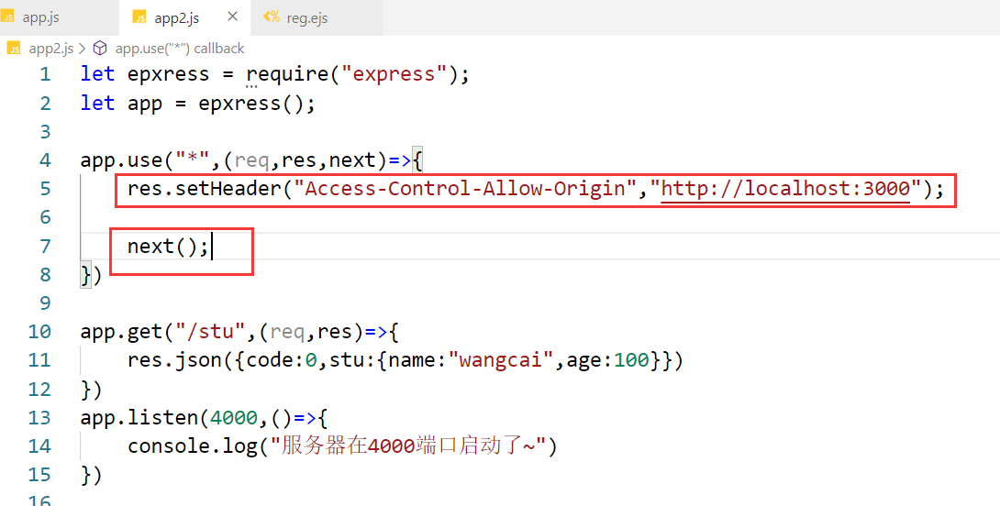 JS app.js JS app2.js × <% reg.ejs
JS app2.js > app.use("*") callback
1 let epxress = require("express");
2 let app = epxress();
3
4 app.use("*",(req,res,next)=>{
5 res.setHeader("Access-Control-Allow-Origin","http://localhost:3000");
6
7 next();
8 })
9
10 app.get("/stu",(req,res)=>{
11 res.json({code:0,stu:{name:"wangcai",age:100}})
12 })
13 app.listen(4000,()=>{
14 console.log("服务器在4000端口启动了~")
15 })
16